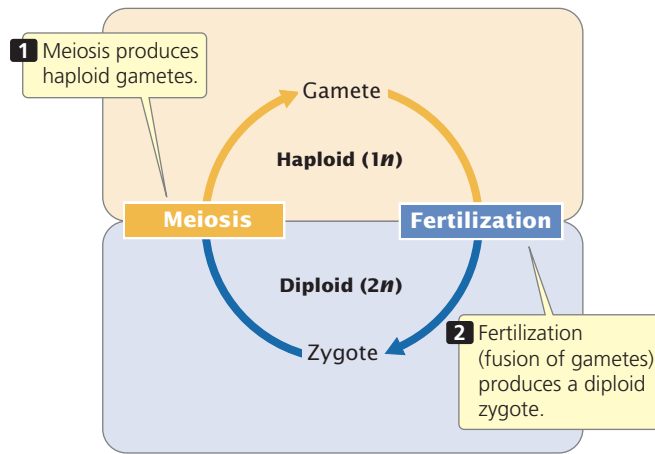 1 Meiosis produces
haploid gametes.
Gamete
Haploid (1n)
Meiosis
Fertilization
Diploid (2n)
Zygote
2 Fertilization
(fusion of gametes)
produces a diploid
zygote.